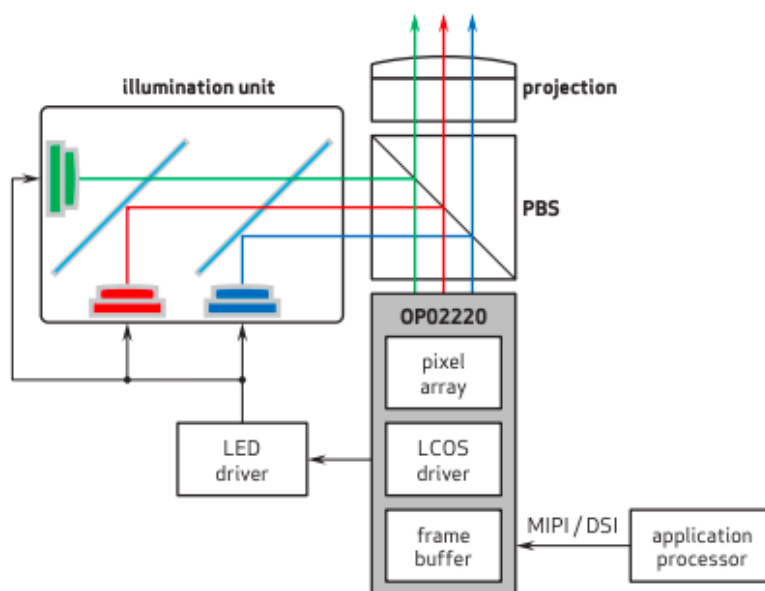 illumination unit
projection
PBS
OP02220
pixel
array
LED
driver
LCOS
driver
frame
buffer
MIPI / DSI
application
processor